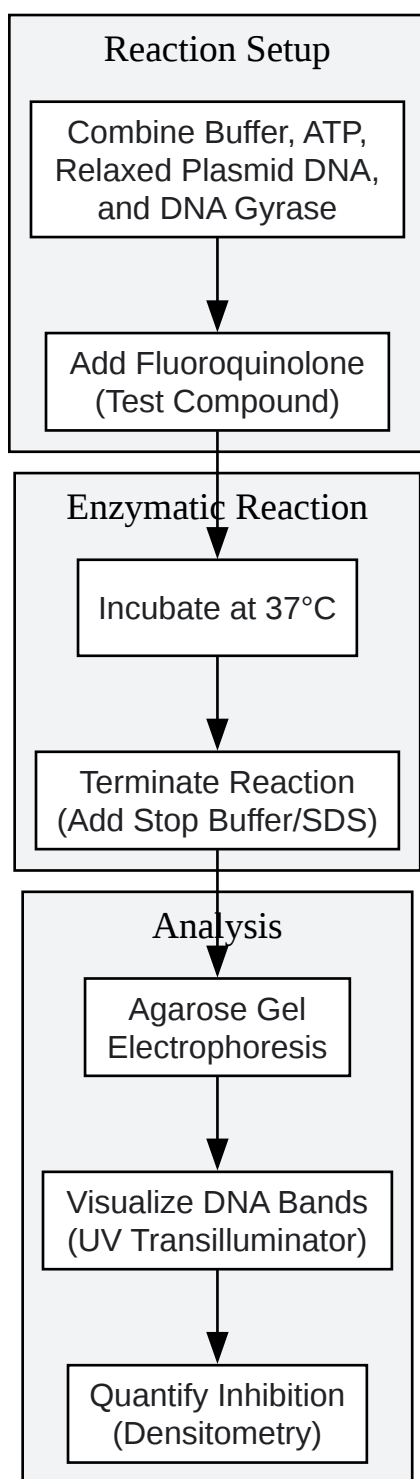 Reaction Setup
Combine Buffer, ATP,
Relaxed Plasmid DNA,
and DNA Gyrase
Add Fluoroquinolone
(Test Compound)
Enzymatic Reaction
Incubate at 37°C
Terminate Reaction
(Add Stop Buffer/SDS)
Analysis
Agarose Gel
Electrophoresis
Visualize DNA Bands
(UV Transilluminator)
Quantify Inhibition
(Densitometry)